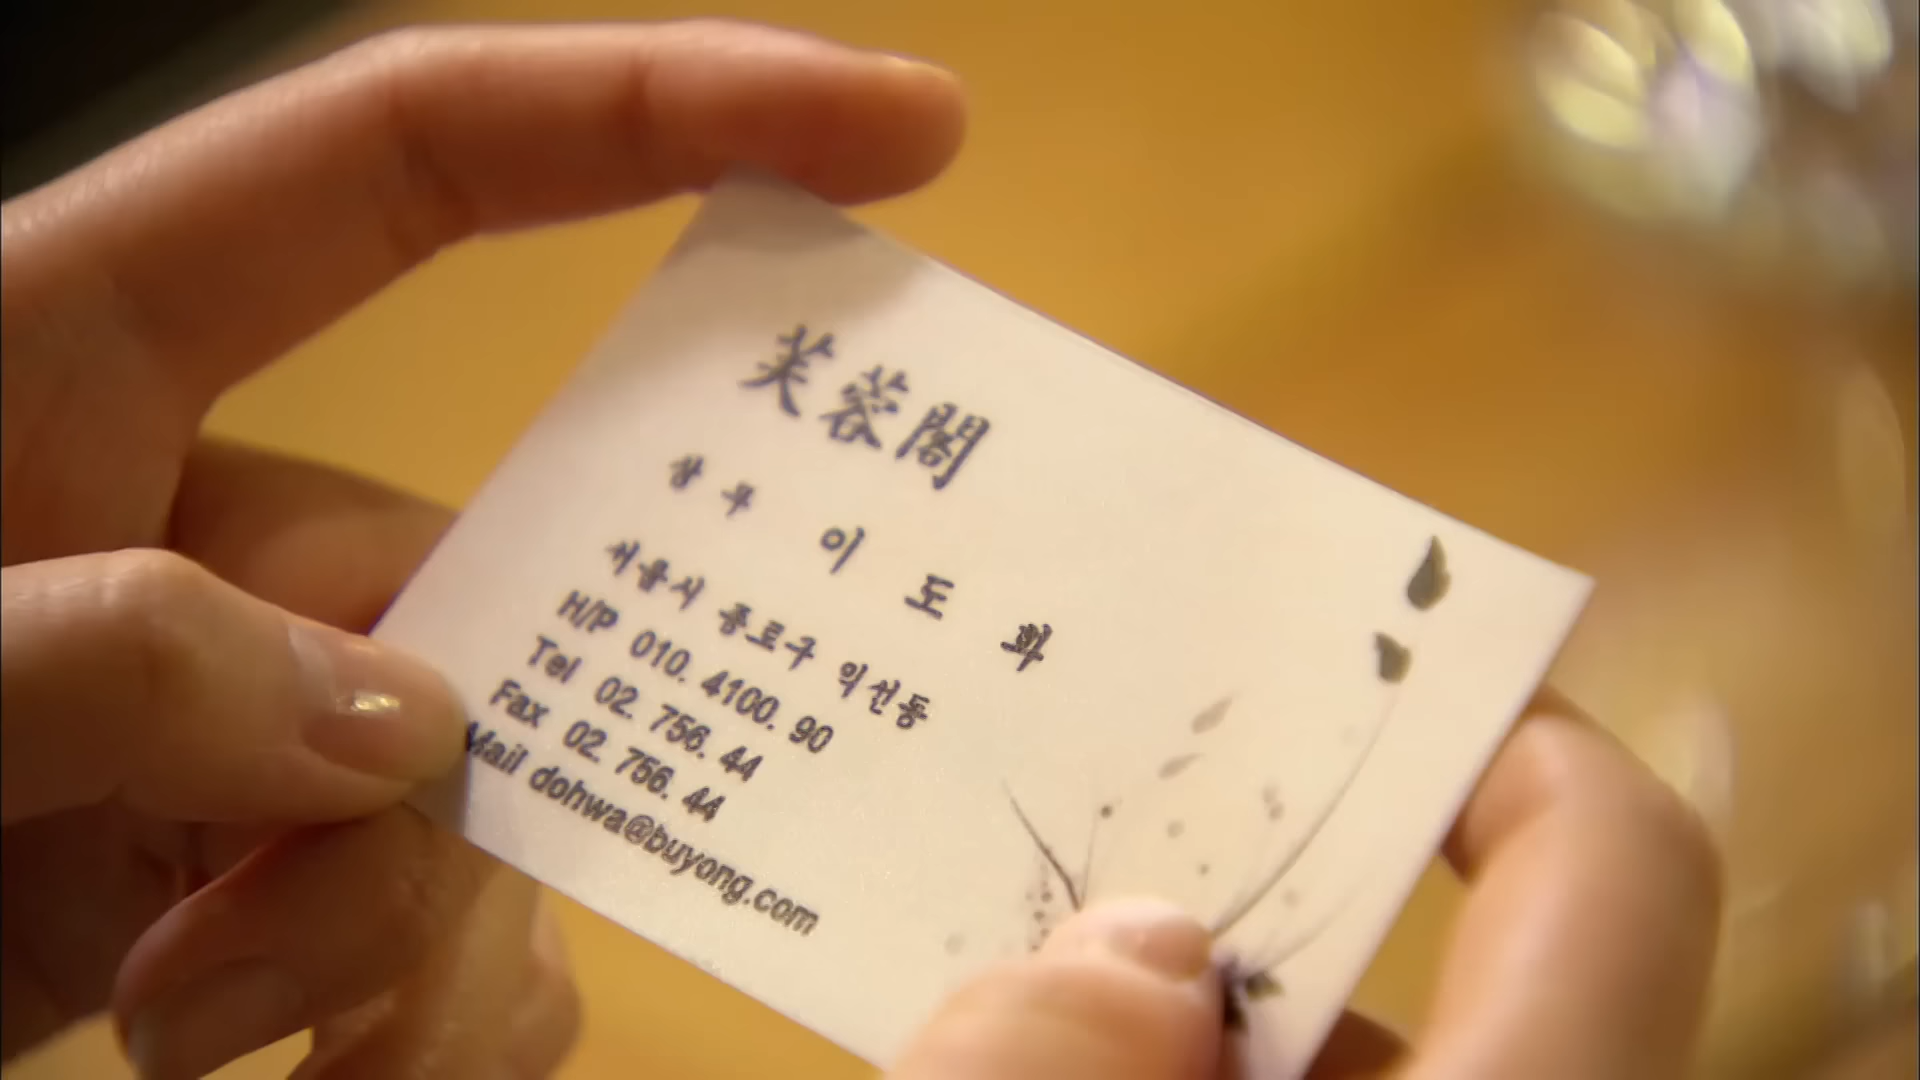 芙蓉閣
상무 이도화
서울시 종로구 익선동
H/P 010. 4100. 90
Tel 02. 756. 44
Fax 02. 756. 44
Mail dohwa@buyong.com